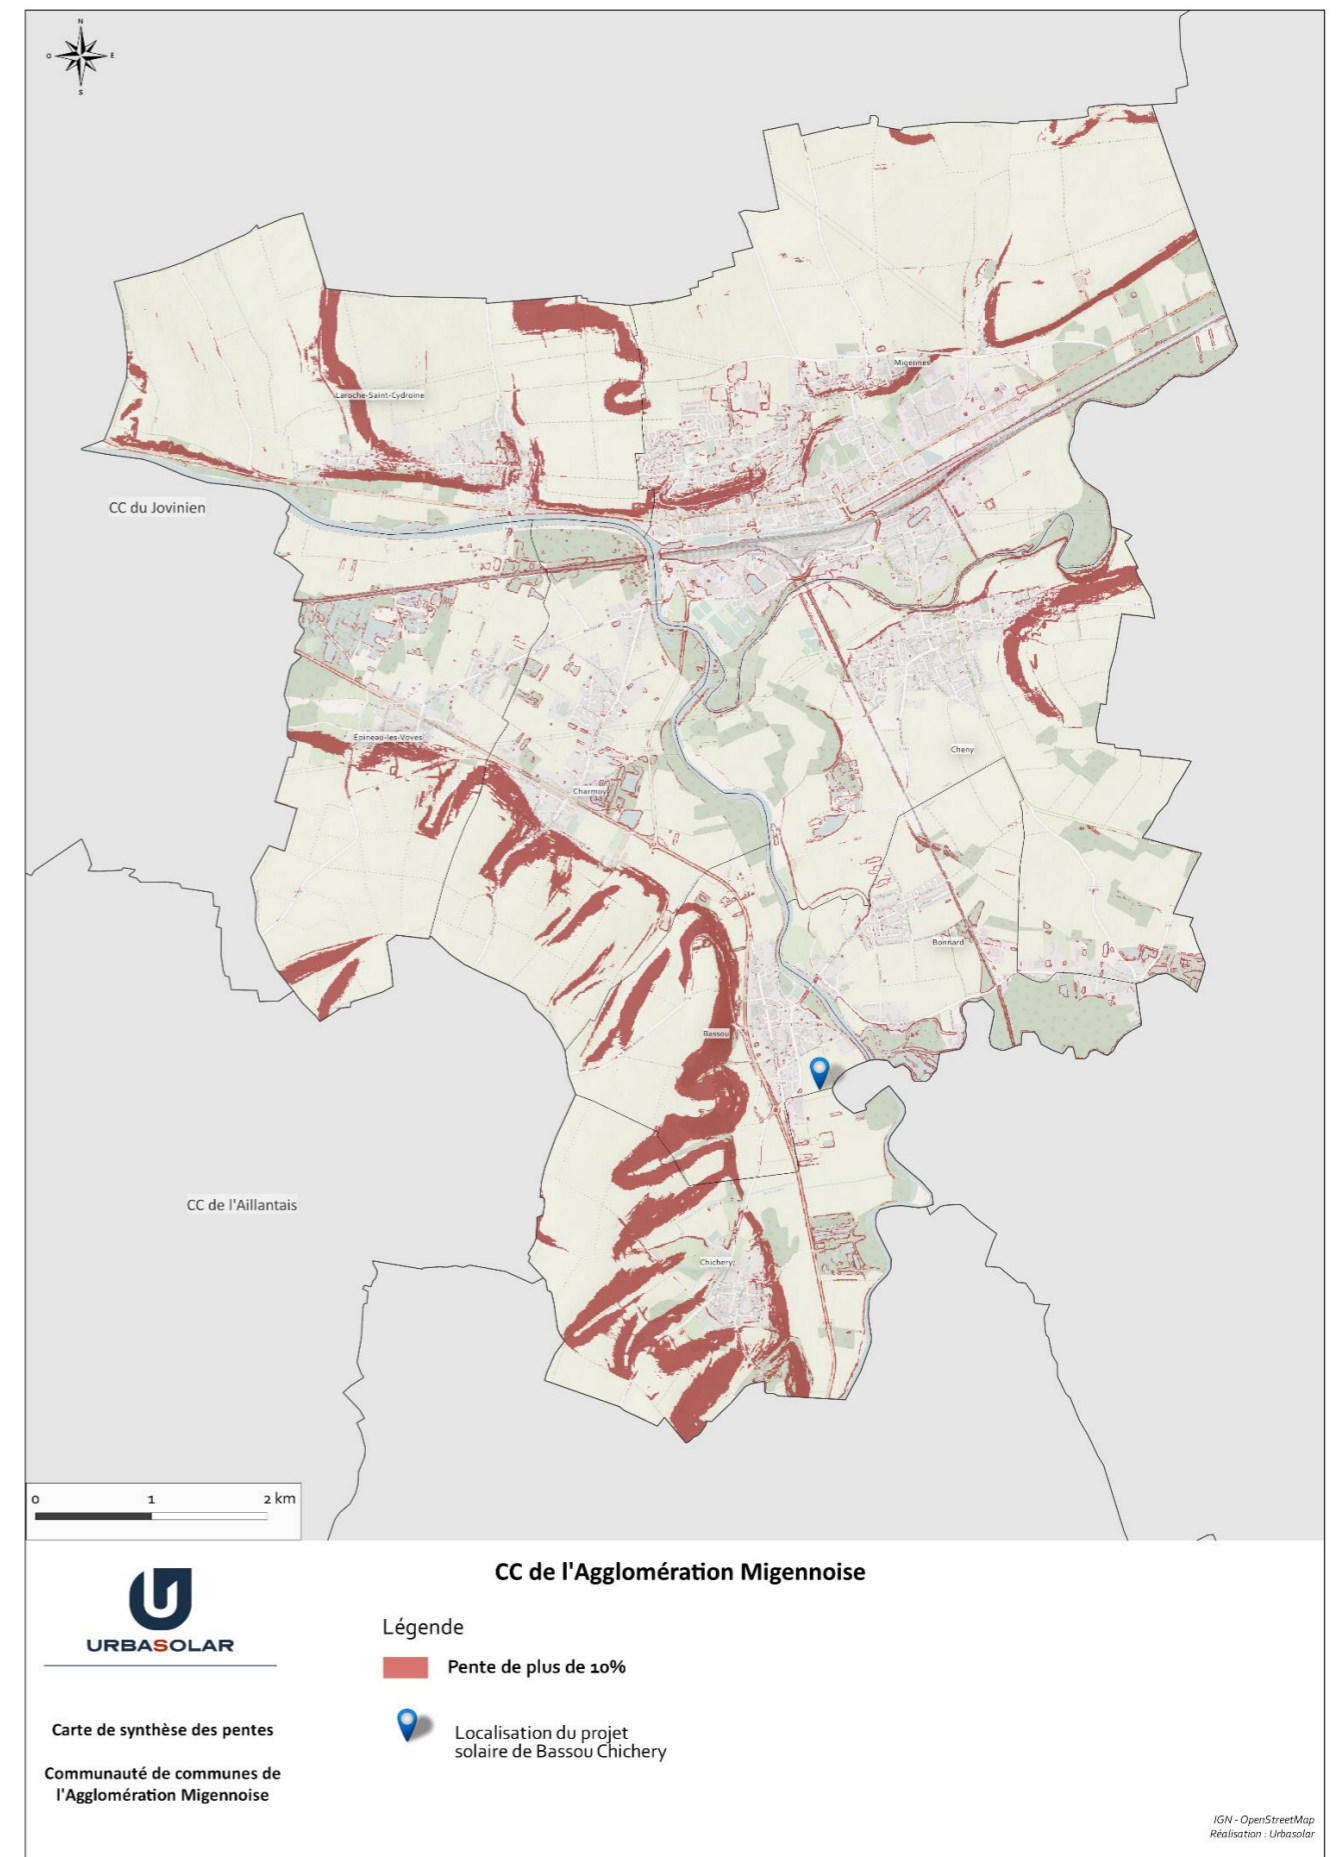 N
O
E
S
Migennes
Laroche-Saint-Cydroine
CC du Jovinien
Épineau-les-Voves
Cheny
Charmoy
Bonnard
Bassou
CC de l'Aillantais
Chichery
0 1 2 km
CC de l'Agglomération Migennoise
URBASOLAR
Légende
Pente de plus de 10%
Carte de synthèse des pentes
Localisation du projet
solaire de Bassou Chichery
Communauté de communes de
l'Agglomération Migennoise
IGN - OpenStreetMap
Réalisation : Urbasolar